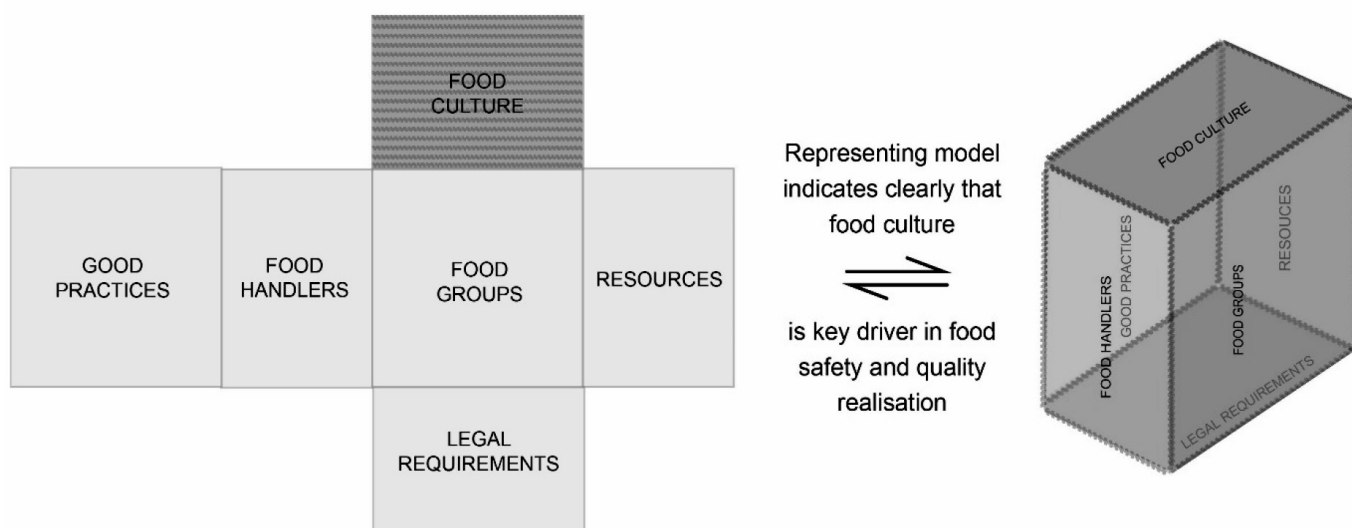 FOOD
CULTURE
GOOD
PRACTICES
FOOD
HANDLERS
FOOD
GROUPS
RESOURCES
LEGAL
REQUIREMENTS
Representing model
indicates clearly that
food culture
is key driver in food
safety and quality
realisation
FOOD CULTURE
FOOD HANDLERS
GOOD PRACTICES
FOOD GROUPS
RESOUCES
LEGAL REQUIREMENTS